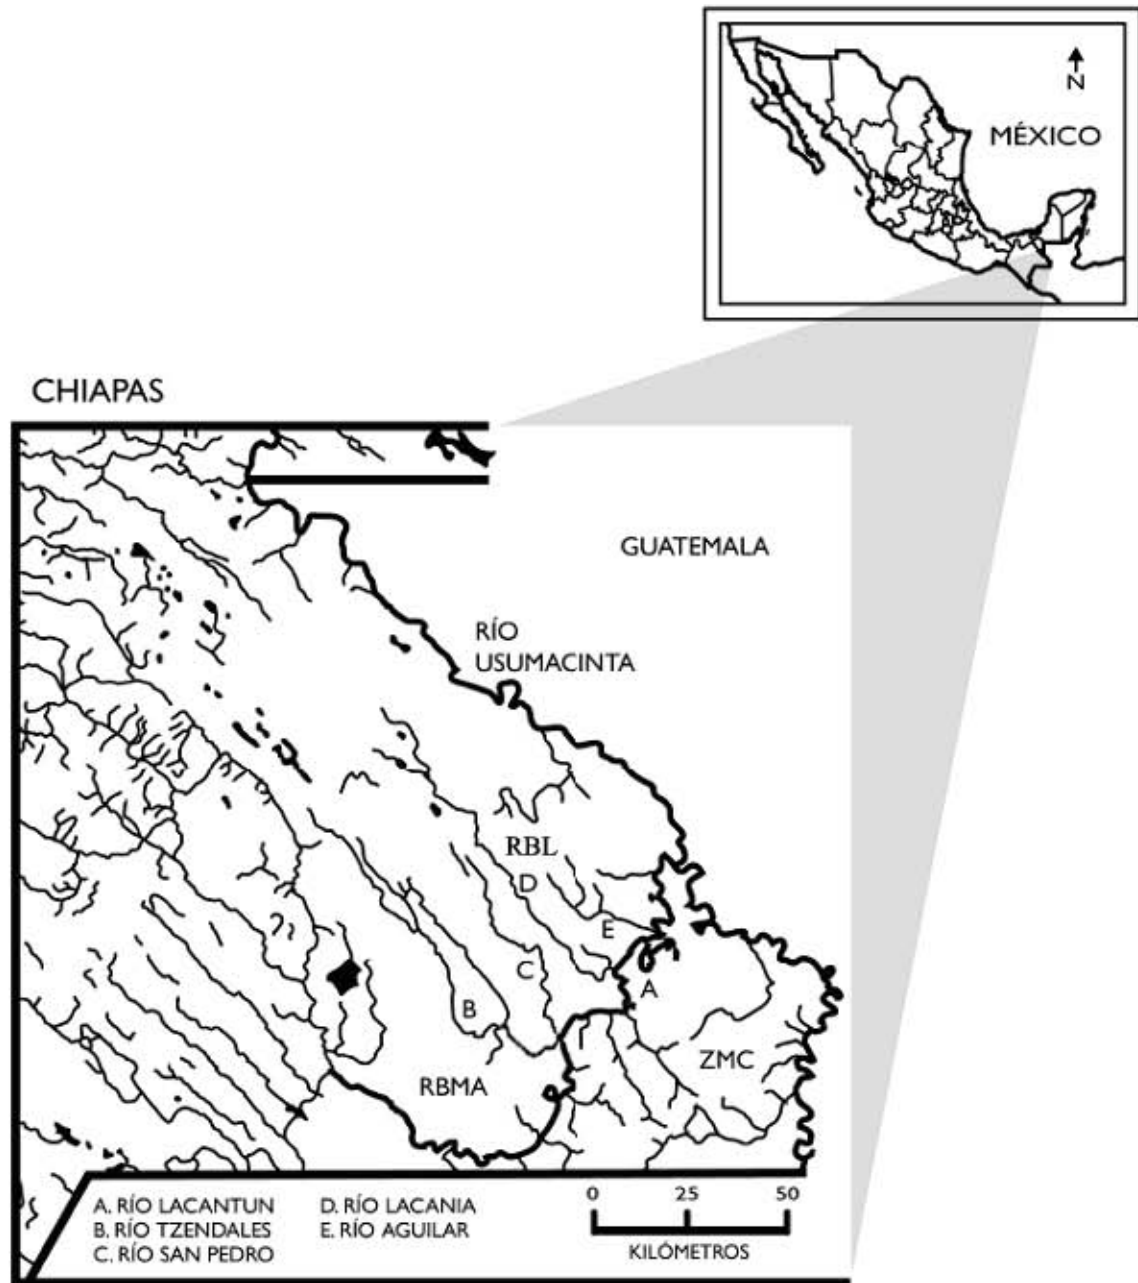 N
MÉXICO
CHIAPAS
GUATEMALA
RÍO
USUMACINTA
RBL
D
E
C
A
B
ZMC
RBMA
A. RÍO LACANTUN
B. RÍO TZENDALES
C. RÍO SAN PEDRO
D. RÍO LACANIA
E. RÍO AGUILAR
0 25 50
KILÓMETROS